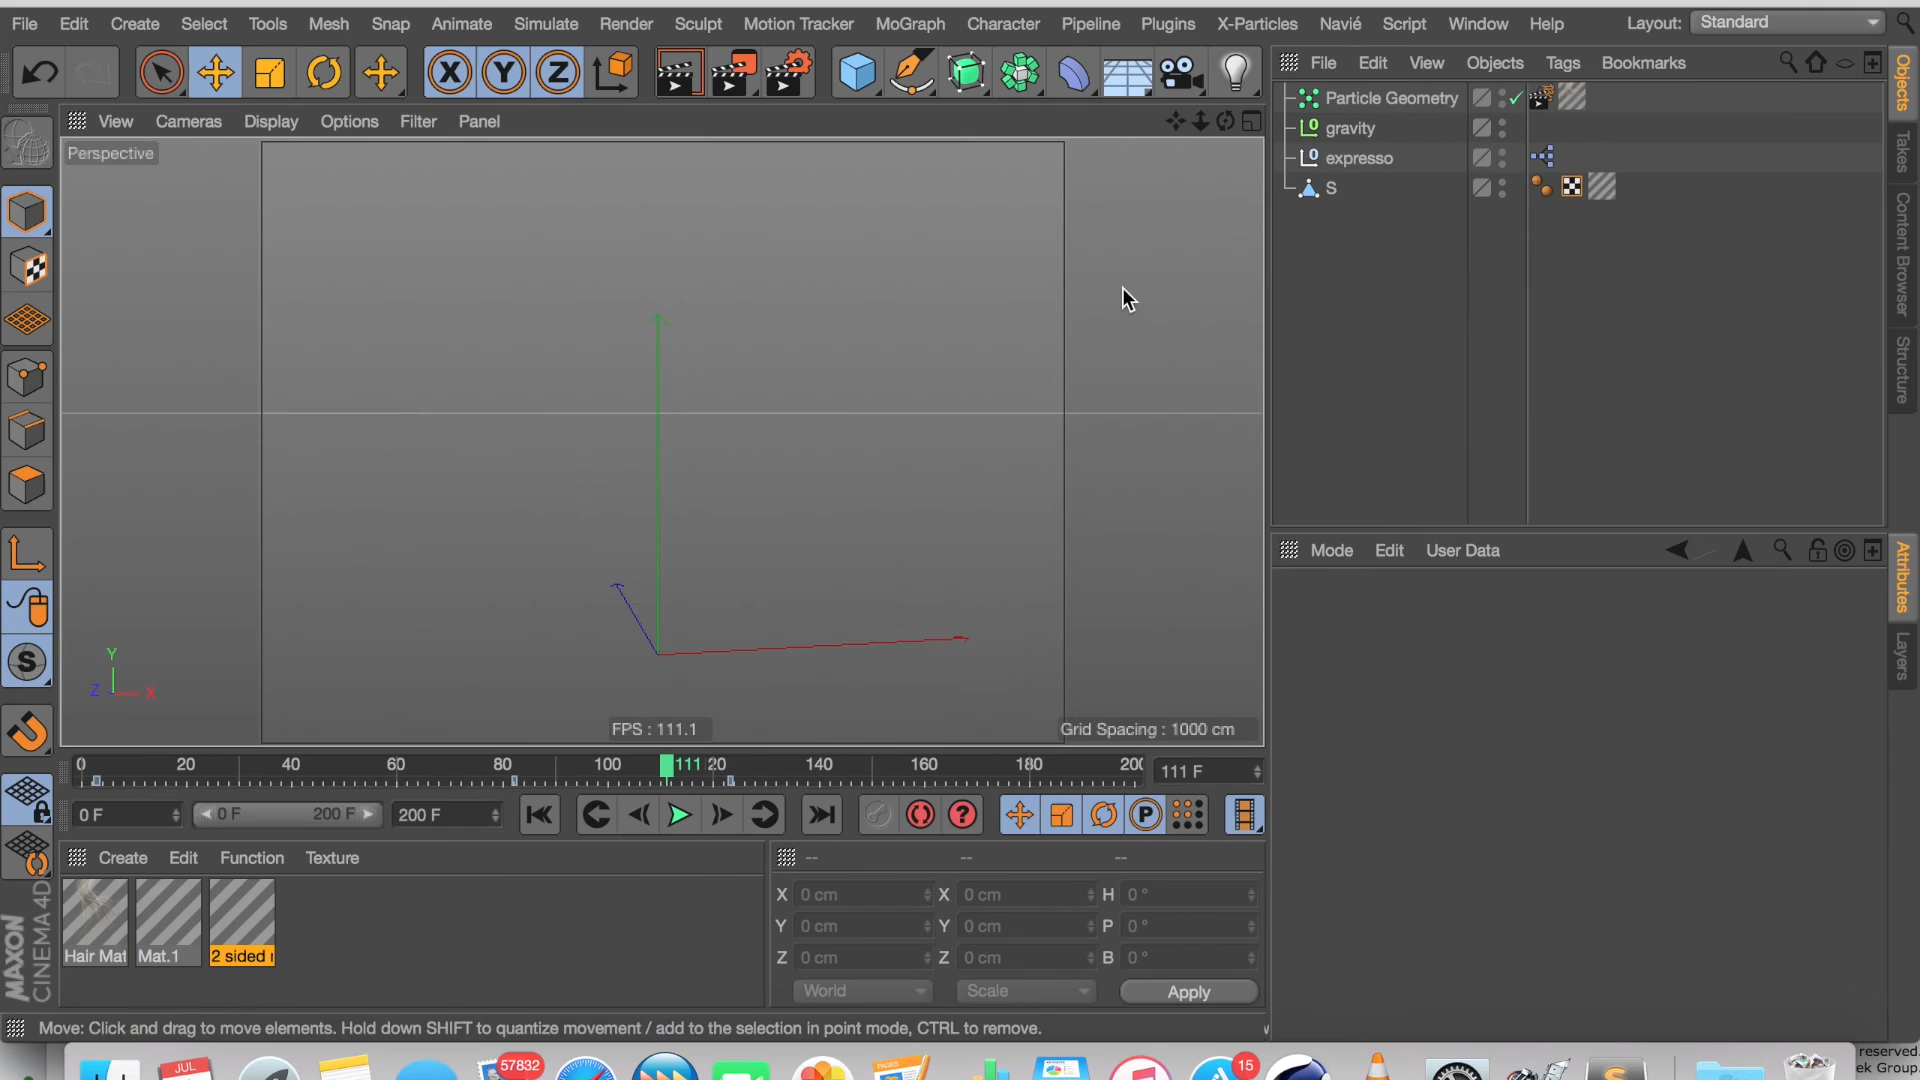 File Edit Create Select Tools Mesh Snap Animate Simulate Render Sculpt Motion Tracker MoGraph Character Pipeline Plugins X-Particles Navié Script Window Help Layout: Standard
X Y Z
File Edit View Objects Tags Bookmarks
Objects
Takes
Content Browser
Structure
View Cameras Display Options Filter Panel
Perspective
Particle Geometry
gravity
expresso
S
Mode Edit User Data
Attributes
Layers
Y
Z X
FPS : 111.1
Grid Spacing : 1000 cm
0 20 40 60 80 100 111 20 140 160 180 200
111 F
0 F 0 F 200 F 200 F
P
Create Edit Function Texture
Hair Mat Mat.1 2 sided
-- -- --
X 0 cm X 0 cm H 0 °
Y 0 cm Y 0 cm P 0 °
Z 0 cm Z 0 cm B 0 °
World Scale Apply
MAXON
CINEMA 4D
Move: Click and drag to move elements. Hold down SHIFT to quantize movement / add to the selection in point mode, CTRL to remove.
JUL
57832
PAGES
15
reserved.
ek Group